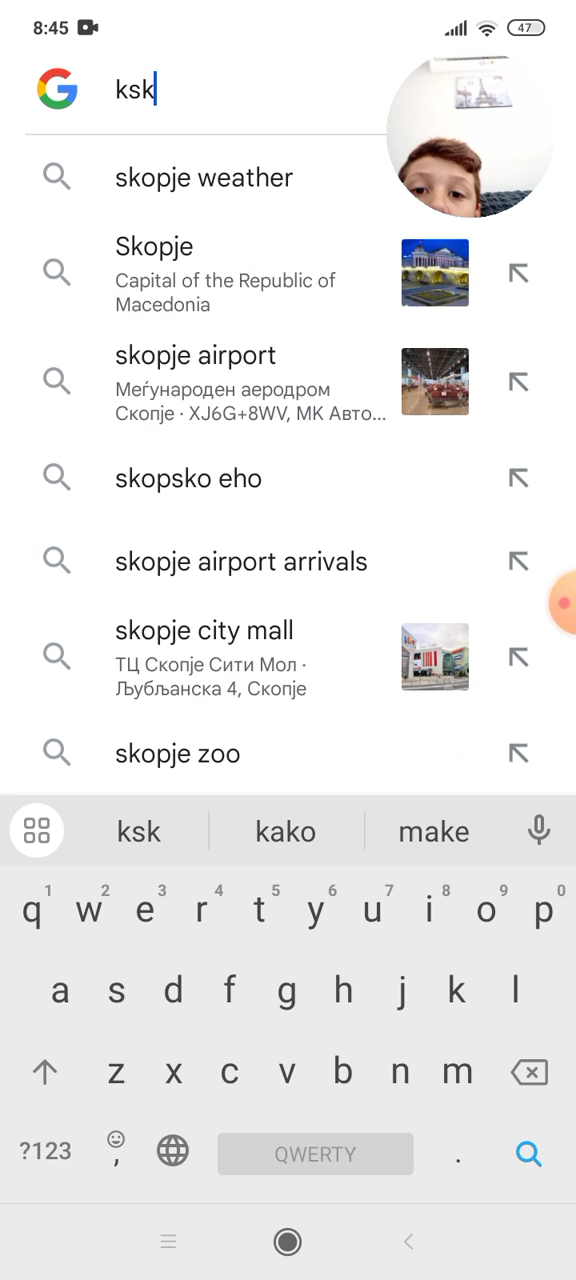 8:45
47
ksk
skopje weather
Skopje
Capital of the Republic of
Macedonia
skopje airport
Меѓународен аеродром
Скопје · XJ6G+8WV, MK Авто...
skopsko eho
skopje airport arrivals
skopje city mall
ТЦ Скопје Сити Мол ·
Љубљанска 4, Скопје
skopje zoo
ksk kako make
1 2 3 4 5 6 7 8 9 0
q w e r t y u i o p
a s d f g h j k l
z x c v b n m
?123 , QWERTY .